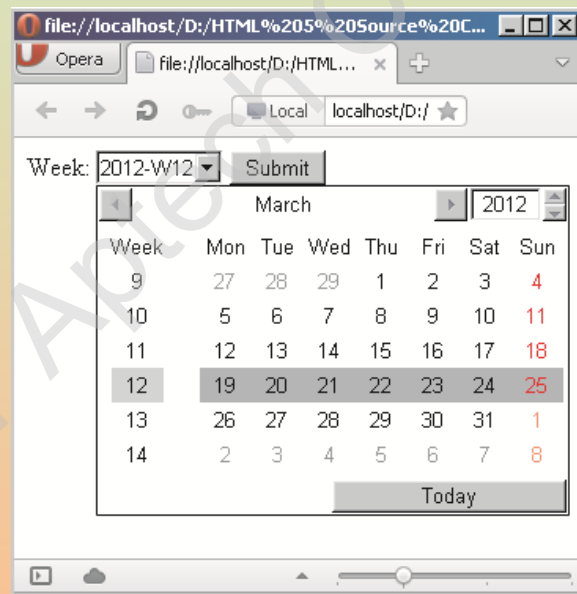 file://localhost/D:/HTML%205%20Source%20C...
Opera
file://localhost/D:/HTML...
Local localhost/D:/
Week: 2012-W12 Submit
March 2012
Week Mon Tue Wed Thu Fri Sat Sun
9 27 28 29 1 2 3 4
10 5 6 7 8 9 10 11
11 12 13 14 15 16 17 18
12 19 20 21 22 23 24 25
13 26 27 28 29 30 31 1
14 2 3 4 5 6 7 8
Today
Aptech